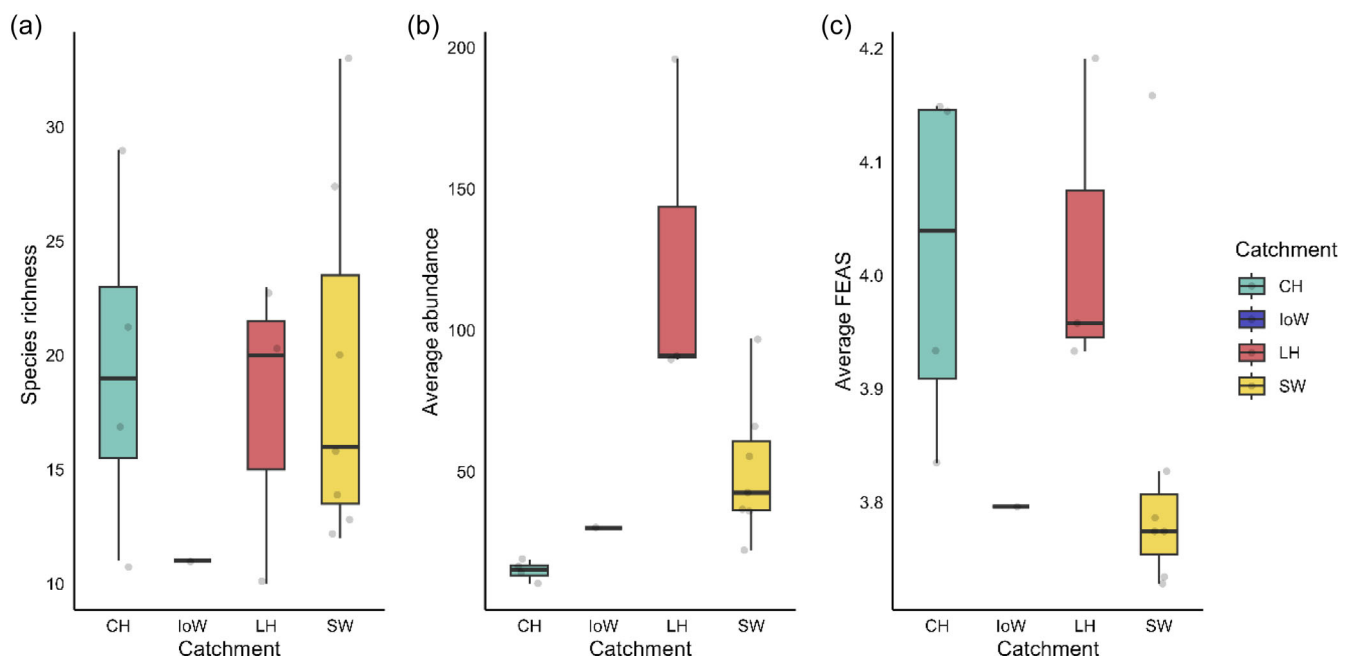 (a)
Species richness
30
25
20
15
10
CH IoW LH SW
Catchment
(b)
Average abundance
200
150
100
50
CH IoW LH SW
Catchment
(c)
Average FEAS
4.2
4.1
4.0
3.9
3.8
CH IoW LH SW
Catchment
Catchment
CH
IoW
LH
SW